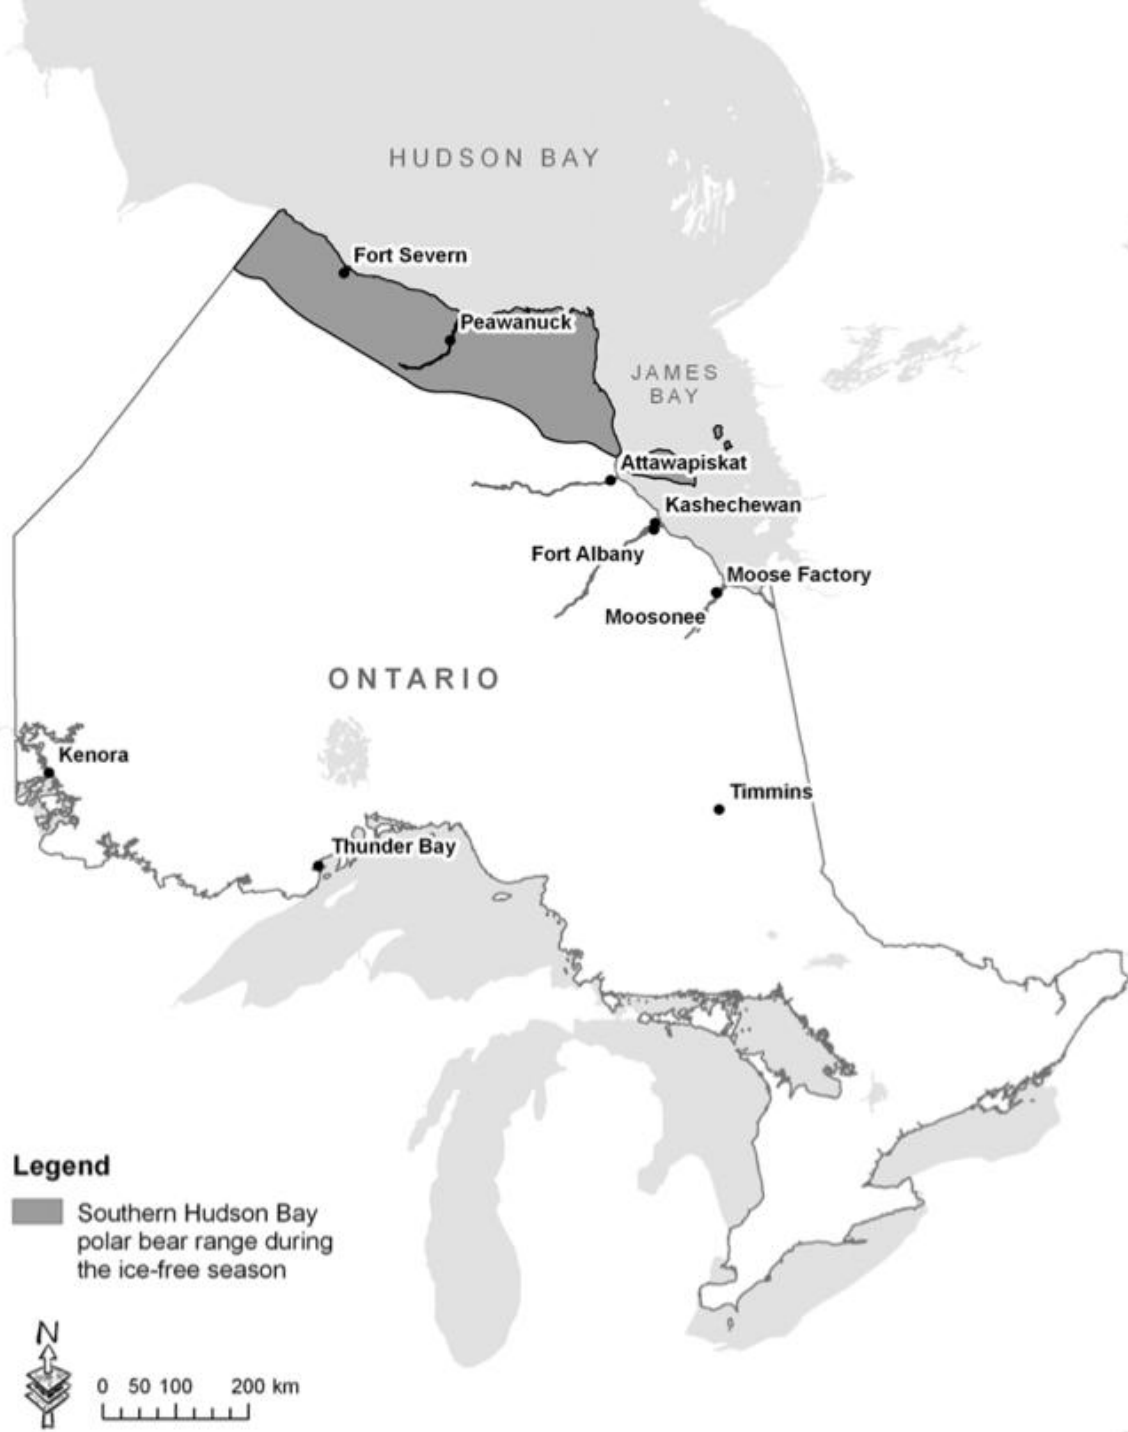 HUDSON BAY
Fort Severn
Peawanuck
JAMES
BAY
Attawapiskat
Kashechewan
Fort Albany
Moose Factory
Moosonee
ONTARIO
Kenora
Timmins
Thunder Bay
Legend
Southern Hudson Bay
polar bear range during
the ice-free season
N
0 50 100 200 km